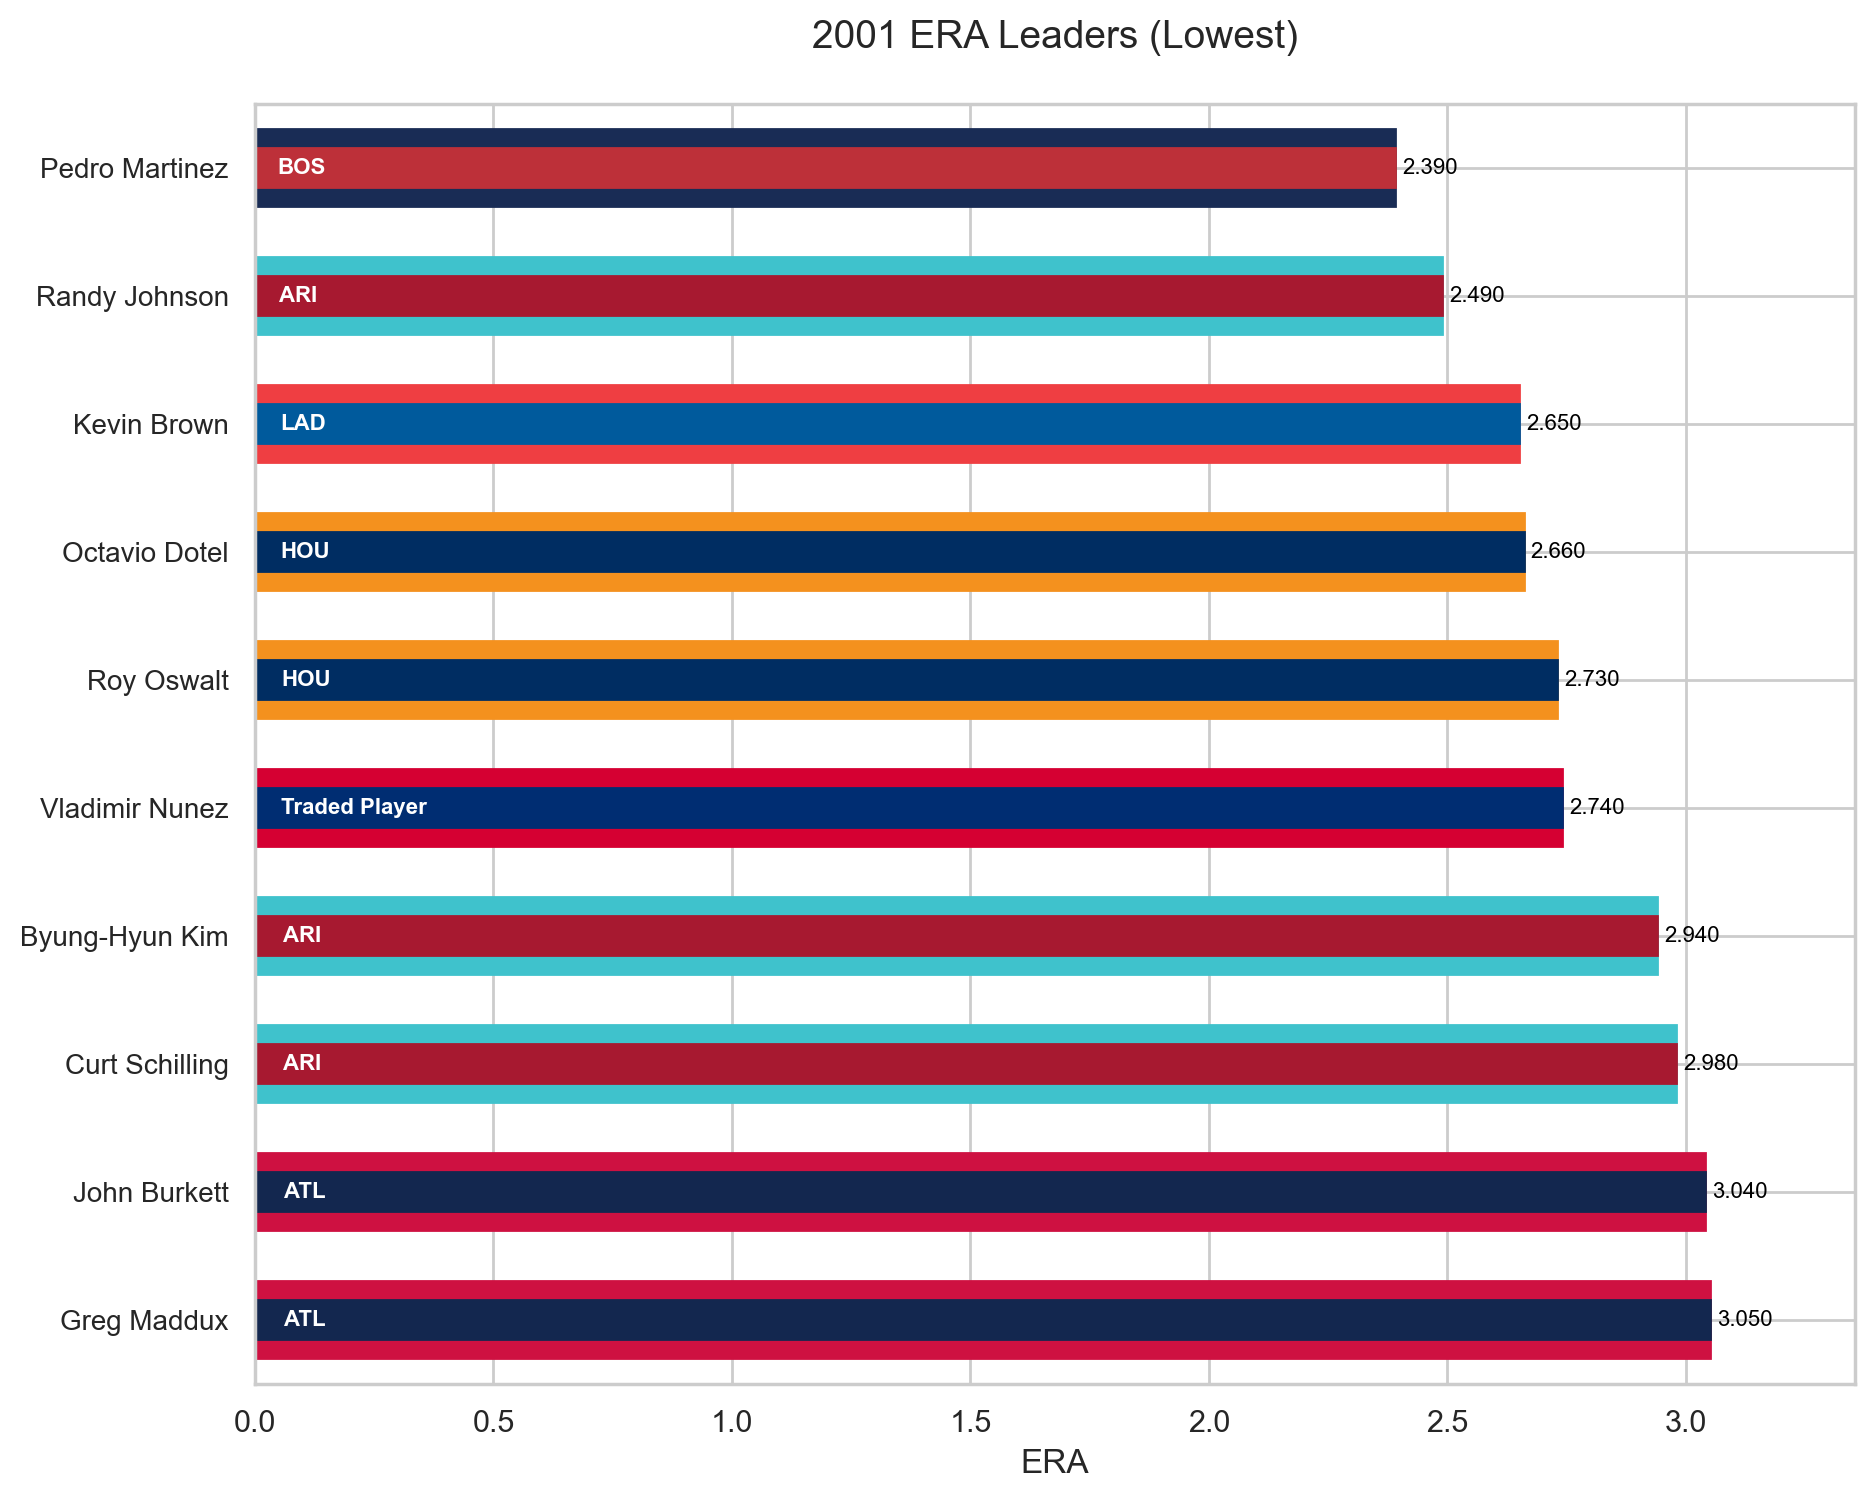 2001 ERA Leaders (Lowest)
Pedro Martinez BOS 2.390
Randy Johnson ARI 2.490
Kevin Brown LAD 2.650
Octavio Dotel HOU 2.660
Roy Oswalt HOU 2.730
Vladimir Nunez Traded Player 2.740
Byung-Hyun Kim ARI 2.940
Curt Schilling ARI 2.980
John Burkett ATL 3.040
Greg Maddux ATL 3.050
0.0 0.5 1.0 1.5 2.0 2.5 3.0
ERA